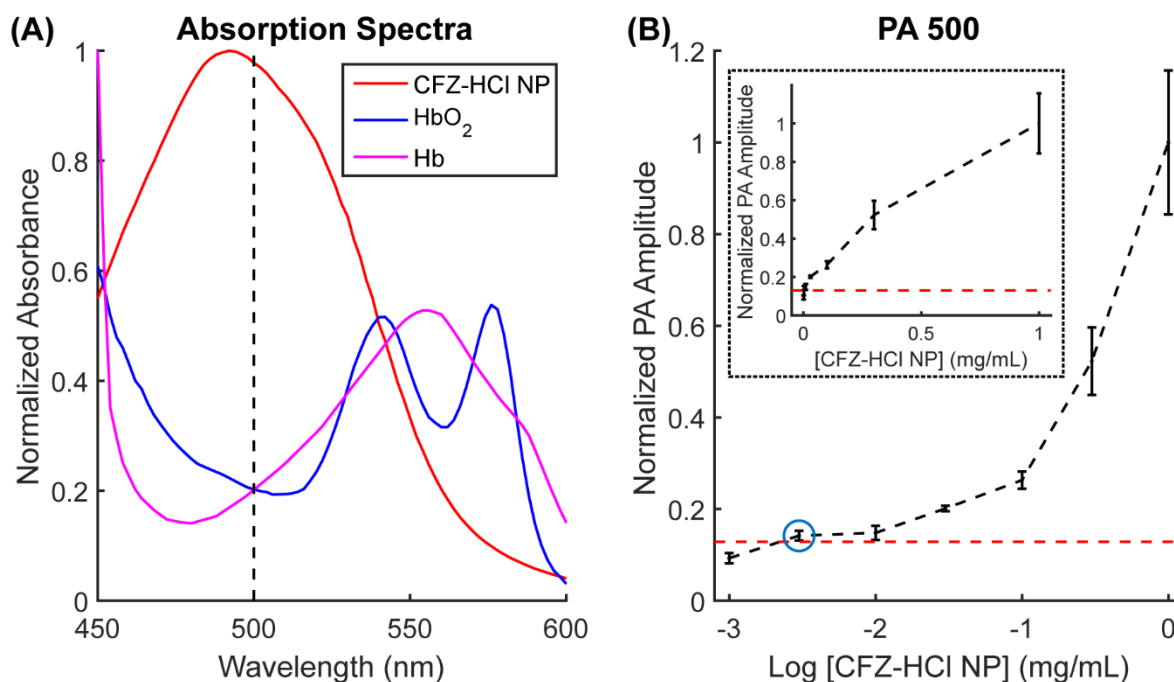 (A)
Absorption Spectra
Normalized Absorbance
1
0.8
0.6
0.4
0.2
0
450
500
550
600
Wavelength (nm)
CFZ-HCl NP
HbO2
Hb
(B)
PA 500
Normalized PA Amplitude
1.2
1
0.8
0.6
0.4
0.2
0
-3
-2
-1
0
Log [CFZ-HCl NP] (mg/mL)
Normalized PA Amplitude
1
0.8
0.6
0.4
0.2
0
0
0.5
1
[CFZ-HCl NP] (mg/mL)